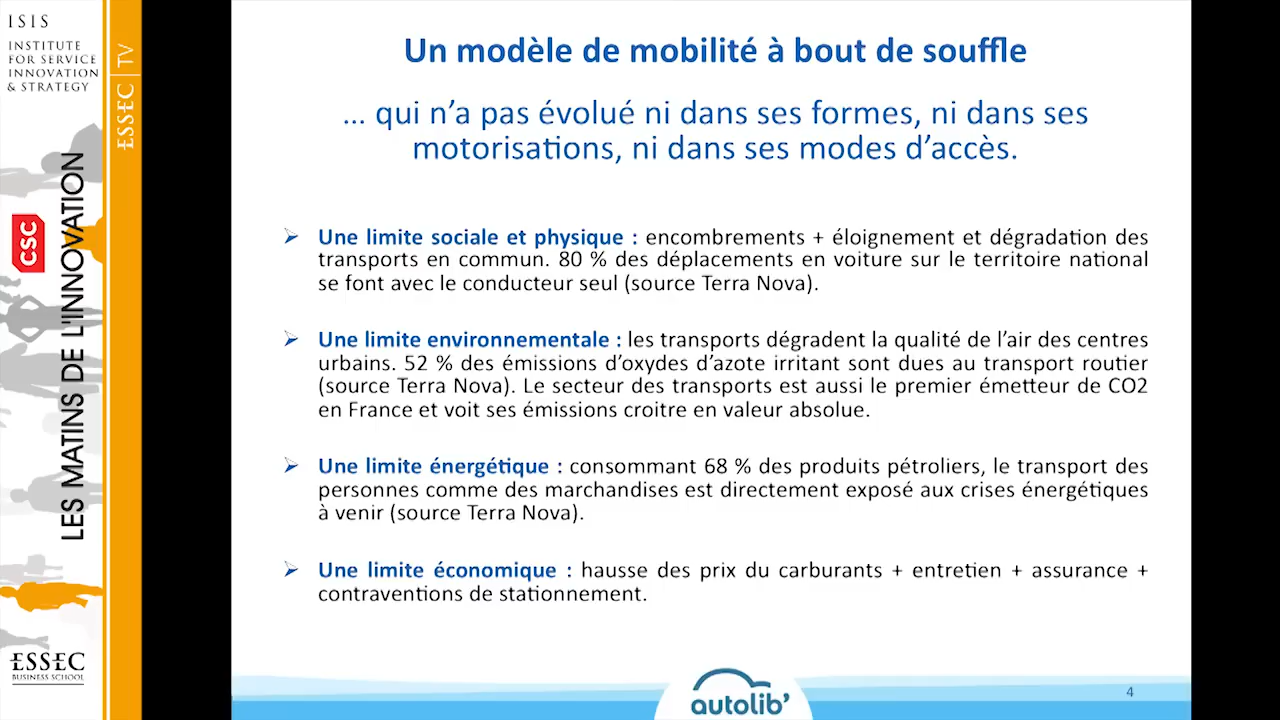 ISIS
INSTITUTE
FOR SERVICE
INNOVATION
& STRATEGY
ESSEC | TV
CSC
LES MATINS DE L'INNOVATION
ESSEC
BUSINESS SCHOOL
Un modèle de mobilité à bout de souffle
... qui n'a pas évolué ni dans ses formes, ni dans ses
motorisations, ni dans ses modes d'accès.
➢ Une limite sociale et physique : encombrements + éloignement et dégradation des
transports en commun. 80 % des déplacements en voiture sur le territoire national
se font avec le conducteur seul (source Terra Nova).
➢ Une limite environnementale : les transports dégradent la qualité de l'air des centres
urbains. 52 % des émissions d'oxydes d'azote irritant sont dues au transport routier
(source Terra Nova). Le secteur des transports est aussi le premier émetteur de CO2
en France et voit ses émissions croitre en valeur absolue.
➢ Une limite énergétique : consommant 68 % des produits pétroliers, le transport des
personnes comme des marchandises est directement exposé aux crises énergétiques
à venir (source Terra Nova).
➢ Une limite économique : hausse des prix du carburants + entretien + assurance +
contraventions de stationnement.
autolib'
4